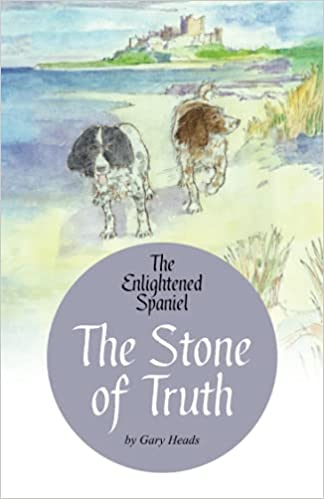 The
Enlightened
Spaniel
The Stone
of Truth
by Gary Heads